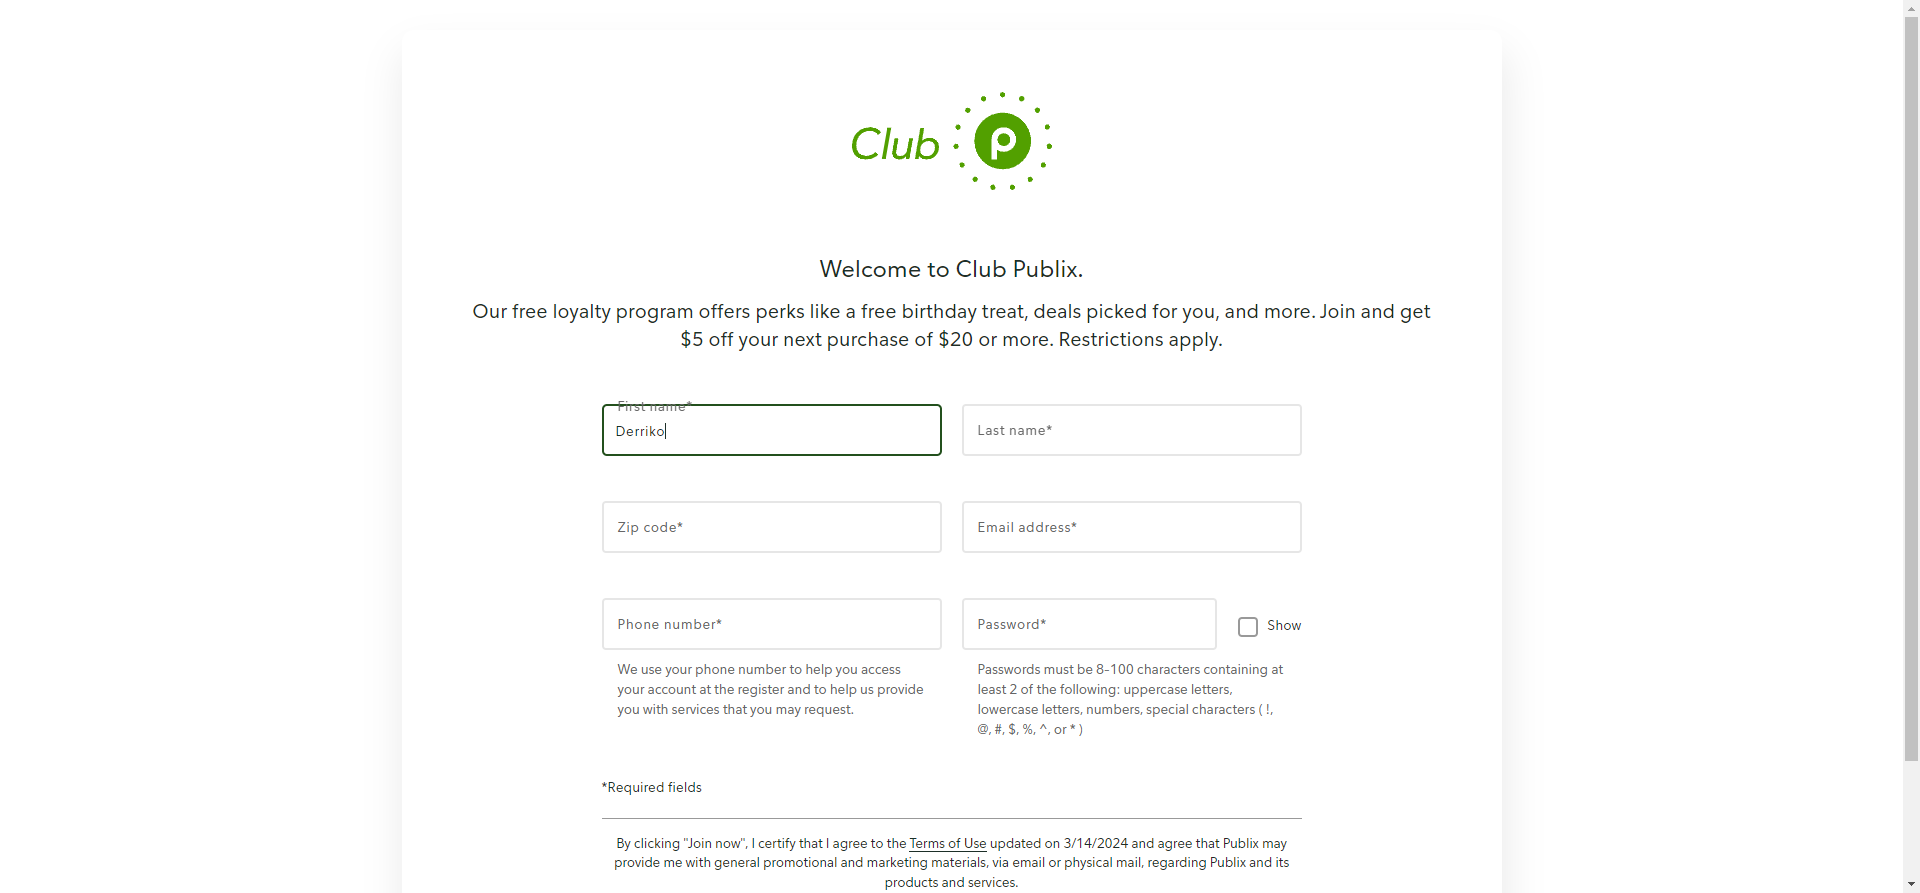 Club
Welcome to Club Publix.
Our free loyalty program offers perks like a free birthday treat, deals picked for you, and more. Join and get
$5 off your next purchase of $20 or more. Restrictions apply.
First name*
Derriko
Last name*
Zip code*
Email address*
Phone number*
Password*
Show
We use your phone number to help you access
your account at the register and to help us provide
you with services that you may request.
Passwords must be 8-100 characters containing at
least 2 of the following: uppercase letters,
lowercase letters, numbers, special characters ( !,
@, #, $, %, ^, or * )
*Required fields
By clicking "Join now", I certify that I agree to the Terms of Use updated on 3/14/2024 and agree that Publix may
provide me with general promotional and marketing materials, via email or physical mail, regarding Publix and its
products and services.